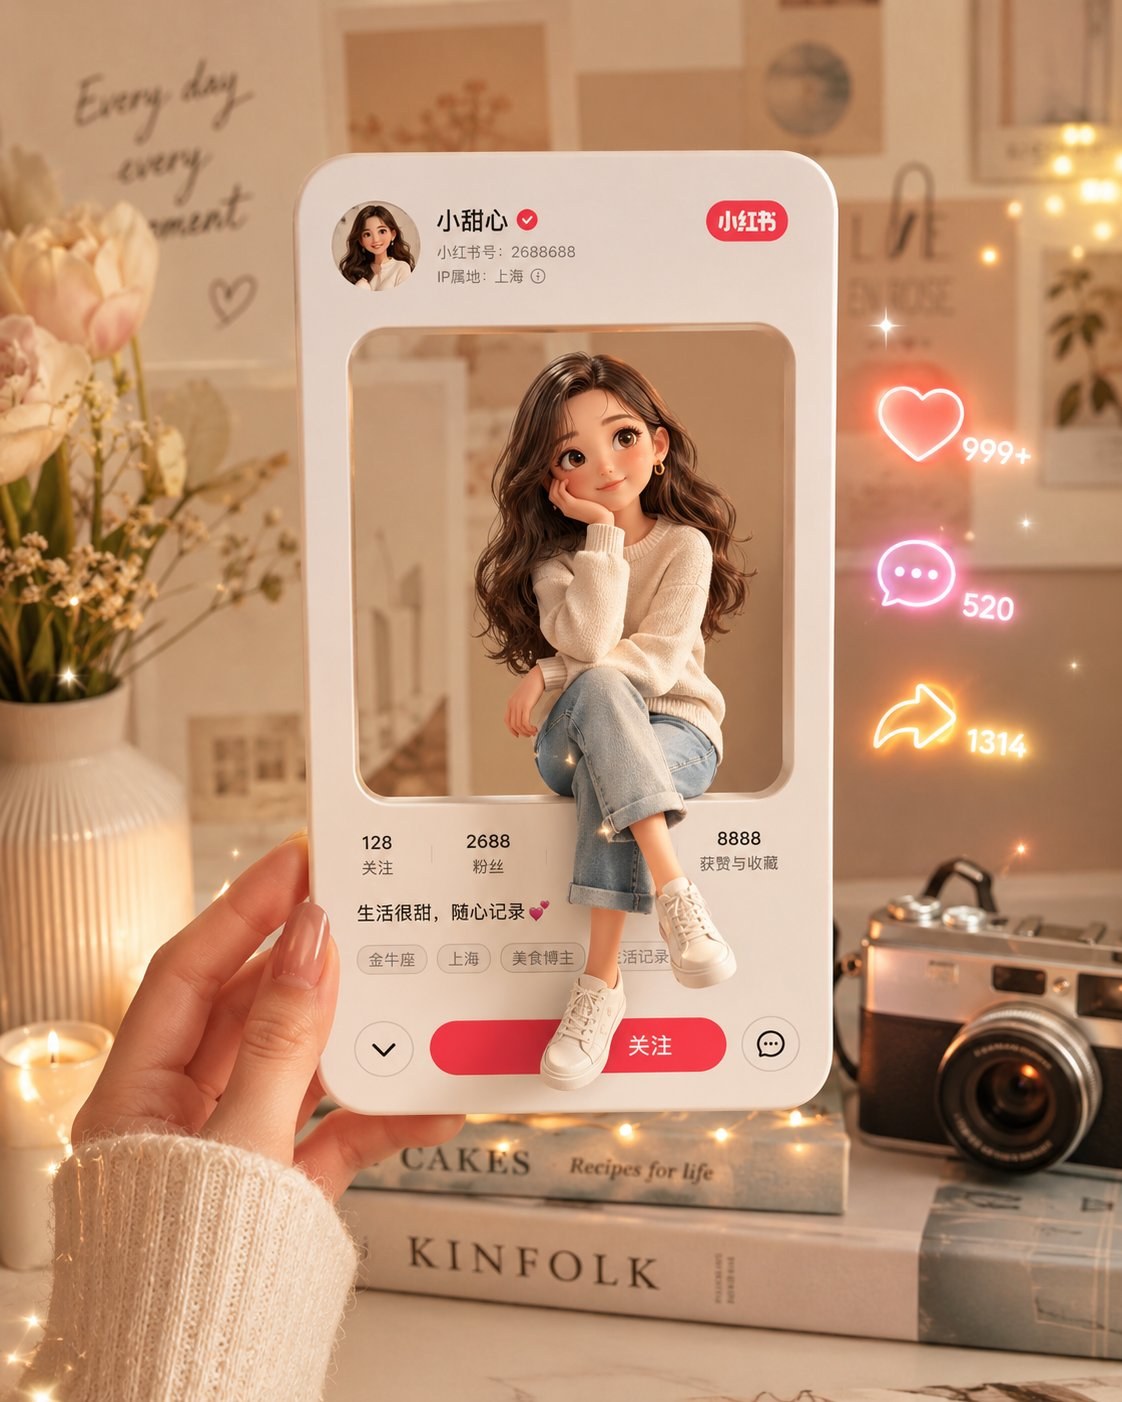 Every day
every
小甜心
小红书
小红书号：2688688
IP属地：上海
999+
520
1314
128
关注
2688
粉丝
8888
获赞与收藏
生活很甜，随心记录💕
金牛座
上海
美食博主
活记录
关注
CAKES
Recipes for life
KINFOLK